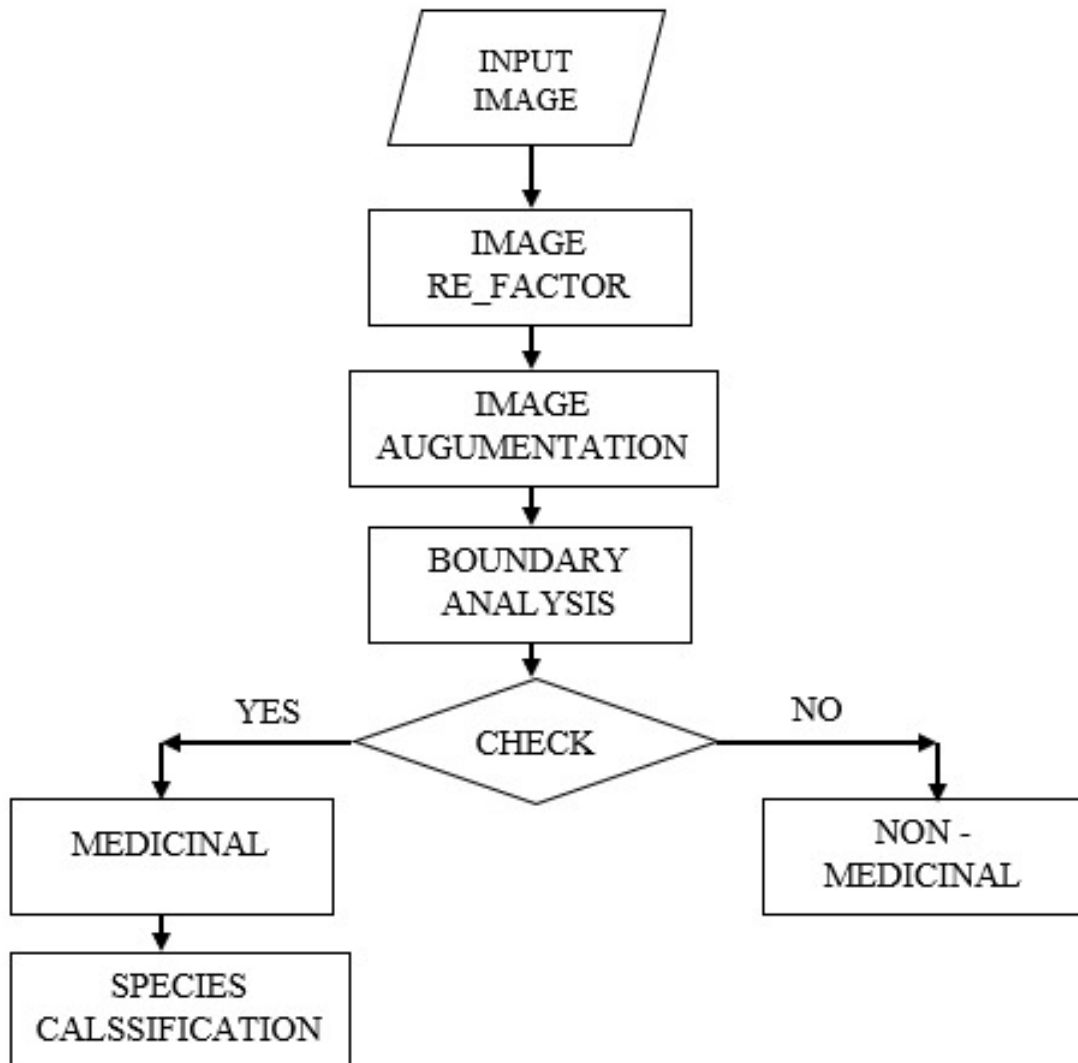 INPUT
IMAGE
IMAGE
RE_FACTOR
IMAGE
AUGUMENTATION
BOUNDARY
ANALYSIS
YES
NO
CHECK
MEDICINAL
NON -
MEDICINAL
SPECIES
CALSSIFICATION